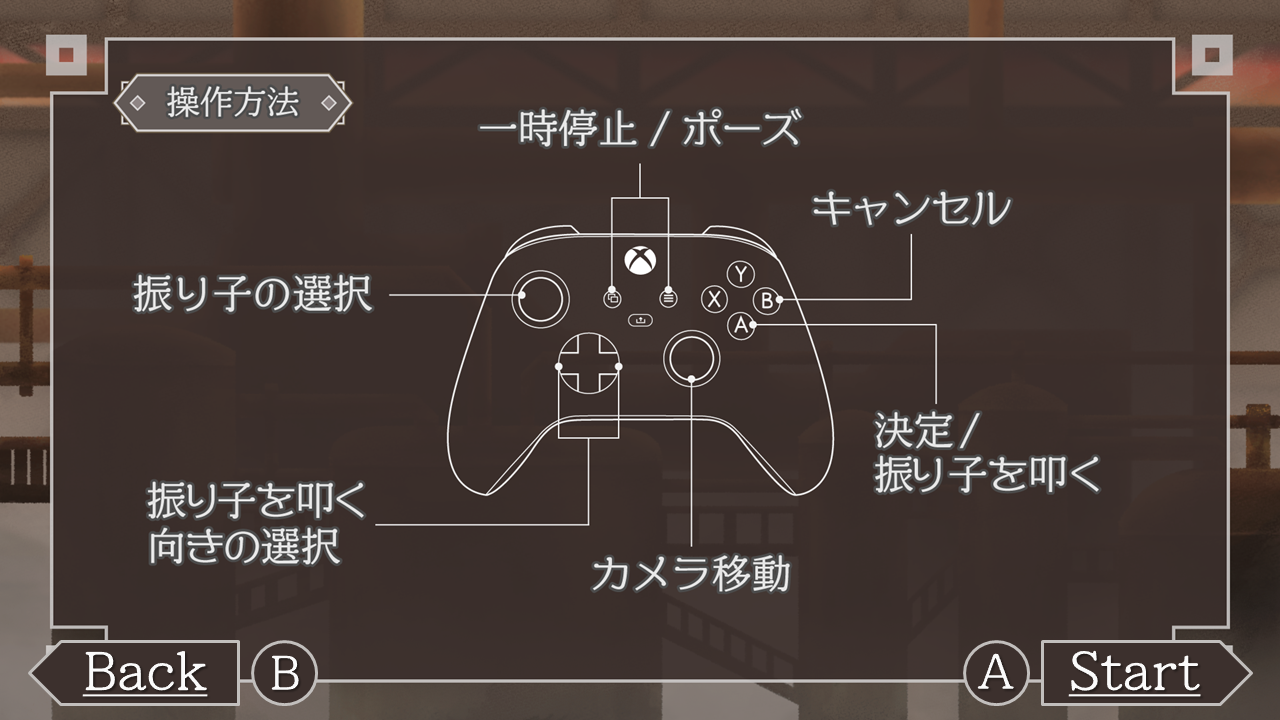 操作方法
一時停止 / ポーズ
キャンセル
振り子の選択
Y
X
B
A
決定 /
振り子を叩く
振り子を叩く
向きの選択
カメラ移動
Back
B
A
Start